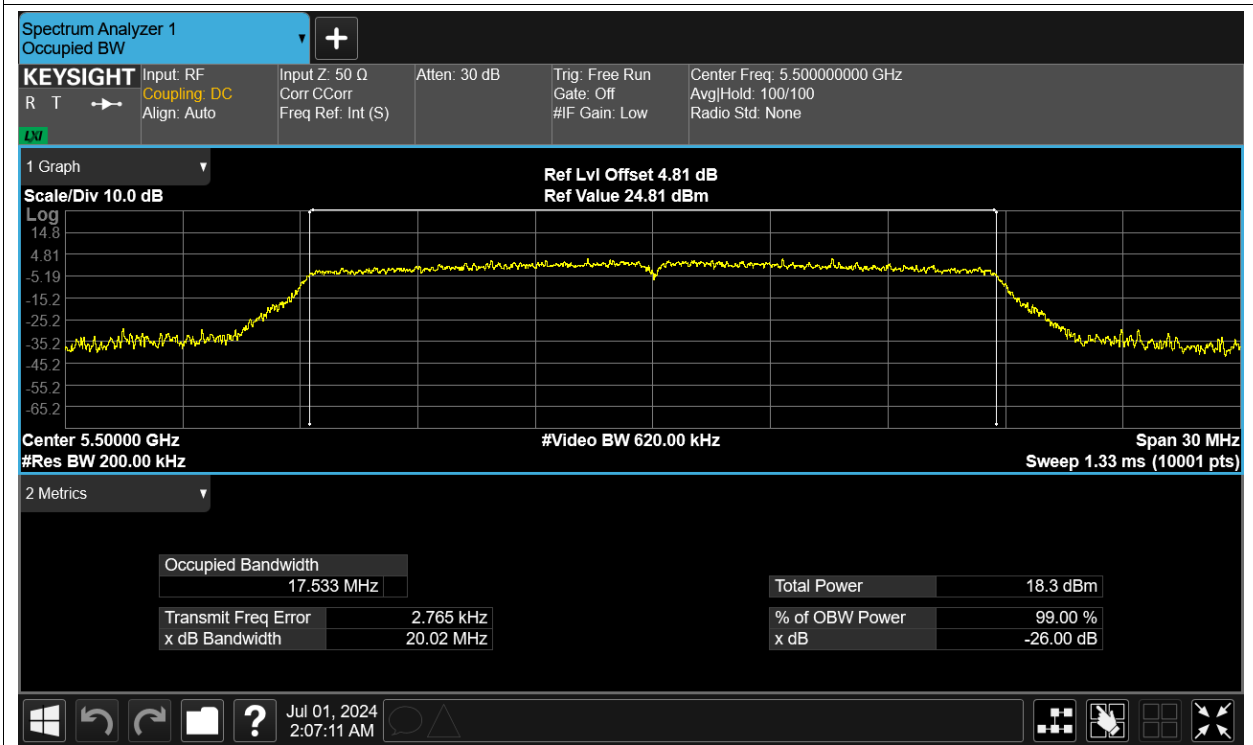 Spectrum Analyzer 1
Occupied BW
KEYSIGHT
R T
LXI
Input: RF
Coupling: DC
Align: Auto
Input Z: 50 Ω
Corr CCorr
Freq Ref: Int (S)
Atten: 30 dB
Trig: Free Run
Gate: Off
#IF Gain: Low
Center Freq: 5.500000000 GHz
Avg|Hold: 100/100
Radio Std: None
1 Graph
Scale/Div 10.0 dB
Ref Lvl Offset 4.81 dB
Ref Value 24.81 dBm
Log
14.8
4.81
-5.19
-15.2
-25.2
-35.2
-45.2
-55.2
-65.2
Center 5.50000 GHz
#Video BW 620.00 kHz
Span 30 MHz
#Res BW 200.00 kHz
Sweep 1.33 ms (10001 pts)
2 Metrics
Occupied Bandwidth
17.533 MHz
Total Power 18.3 dBm
Transmit Freq Error 2.765 kHz
% of OBW Power 99.00 %
x dB Bandwidth 20.02 MHz
x dB -26.00 dB
?
Jul 01, 2024
2:07:11 AM